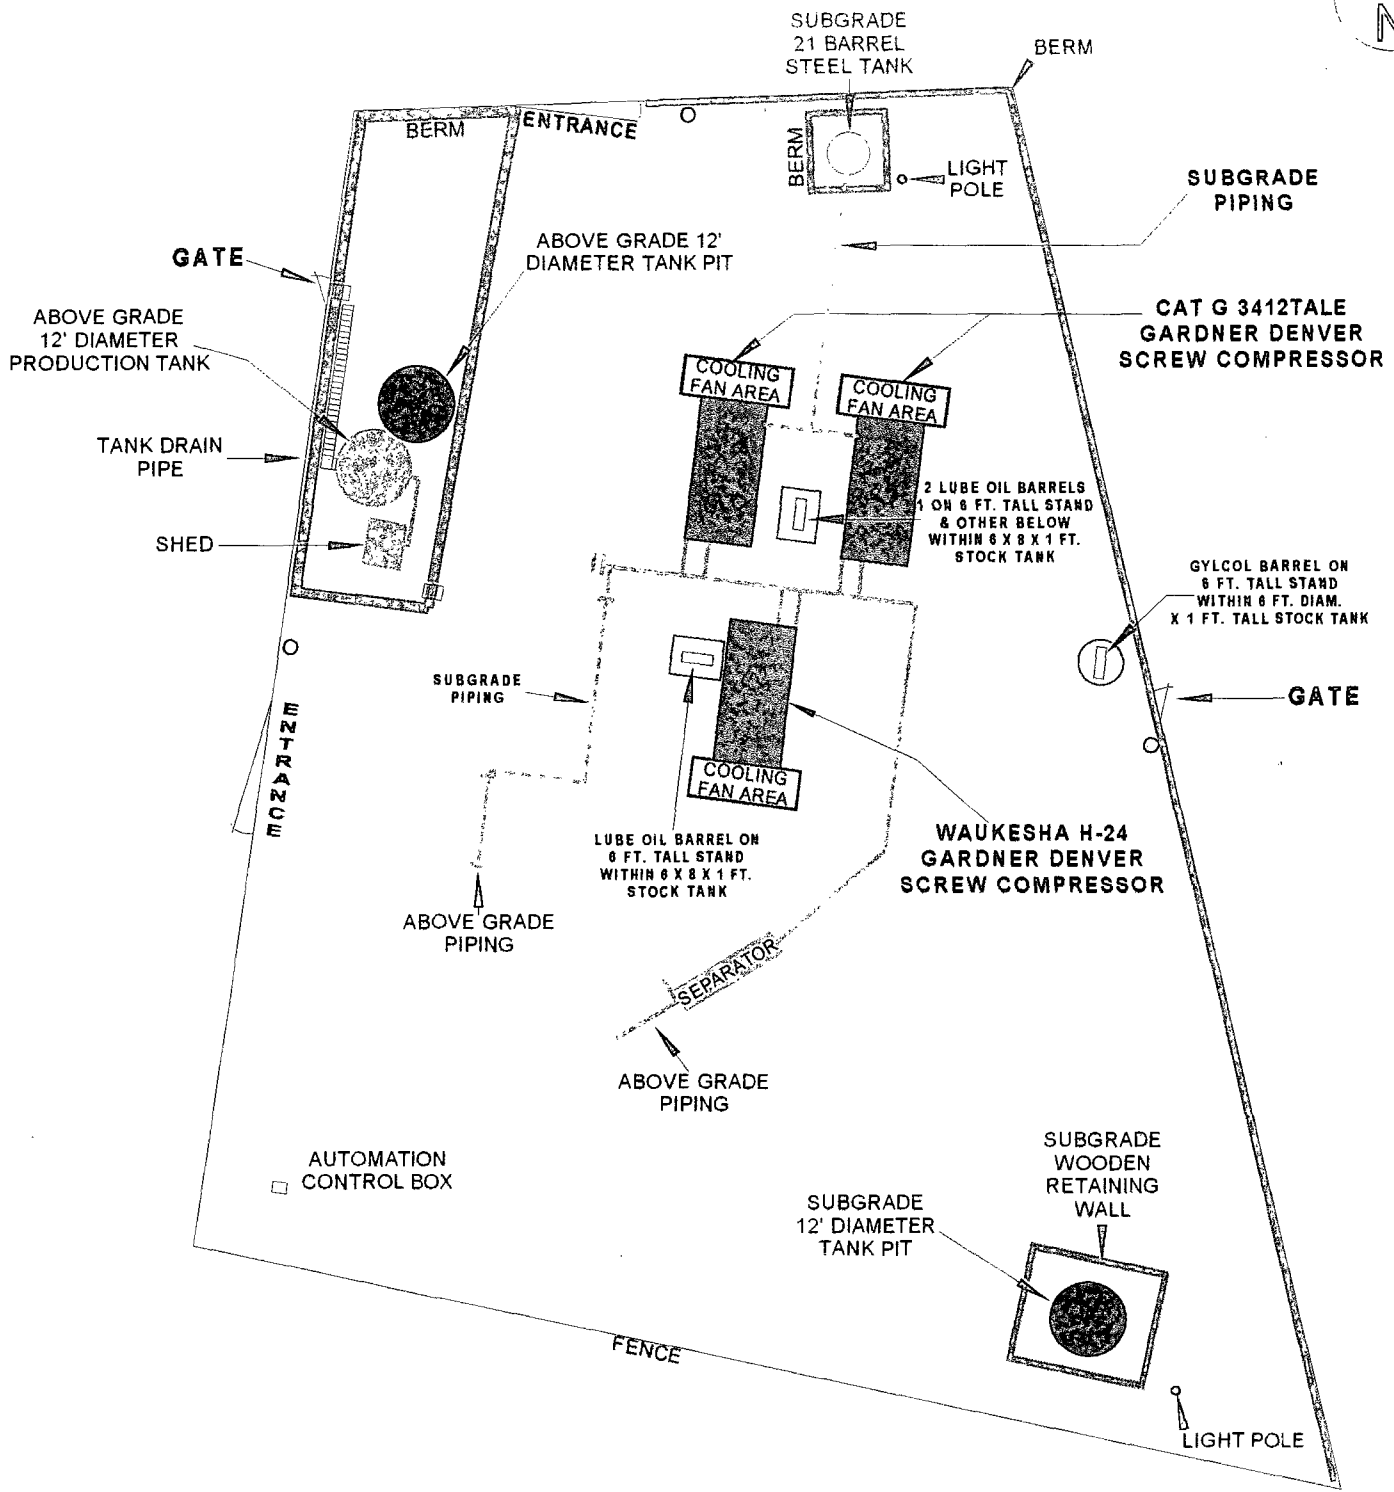 N
SUBGRADE
21 BARREL
STEEL TANK
BERM
BERM
ENTRANCE
BERM
LIGHT
POLE
SUBGRADE
PIPING
GATE
ABOVE GRADE 12'
DIAMETER TANK PIT
ABOVE GRADE
12' DIAMETER
PRODUCTION TANK
CAT G 3412TALE
GARDNER DENVER
SCREW COMPRESSOR
COOLING
FAN AREA
COOLING
FAN AREA
TANK DRAIN
PIPE
2 LUBE OIL BARRELS
1 ON 6 FT. TALL STAND
& OTHER BELOW
WITHIN 6 X 8 X 1 FT.
STOCK TANK
SHED
GYLCOL BARREL ON
6 FT. TALL STAND
WITHIN 6 FT. DIAM.
X 1 FT. TALL STOCK TANK
SUBGRADE
PIPING
GATE
ENTRANCE
COOLING
FAN AREA
LUBE OIL BARREL ON
6 FT. TALL STAND
WITHIN 6 X 8 X 1 FT.
STOCK TANK
WAUKESHA H-24
GARDNER DENVER
SCREW COMPRESSOR
ABOVE GRADE
PIPING
SEPARATOR
ABOVE GRADE
PIPING
AUTOMATION
CONTROL BOX
SUBGRADE
WOODEN
RETAINING
WALL
SUBGRADE
12' DIAMETER
TANK PIT
FENCE
LIGHT POLE